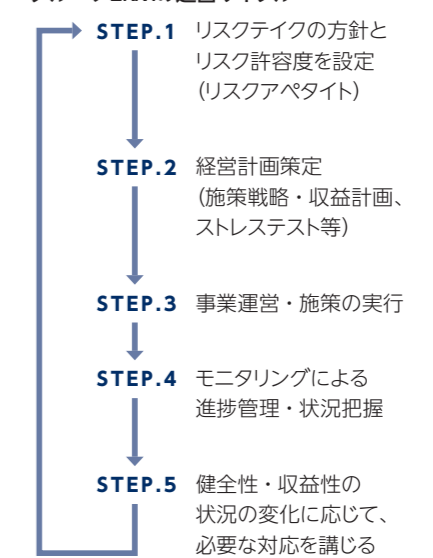 STEP.1 リスクテイクの方針と
リスク許容度を設定
（リスクアペタイト）
STEP.2 経営計画策定
（施策戦略・収益計画、
ストレステスト等）
STEP.3 事業運営・施策の実行
STEP.4 モニタリングによる
進捗管理・状況把握
STEP.5 健全性・収益性の
状況の変化に応じて、
必要な対応を講じる